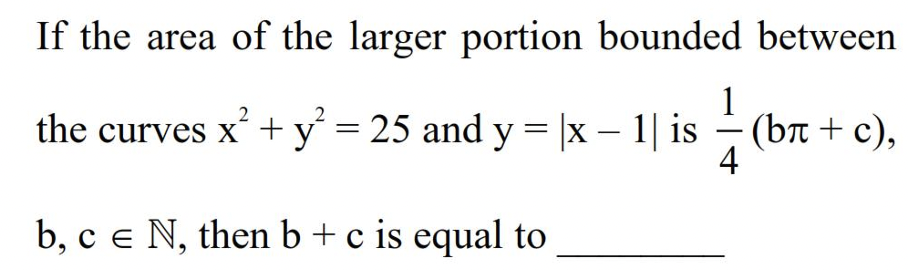 If the area of the larger portion bounded between
the curves x² + y² = 25 and y = |x – 1| is 1/4 (bπ + c),
b, c ∈ ℕ, then b + c is equal to ________